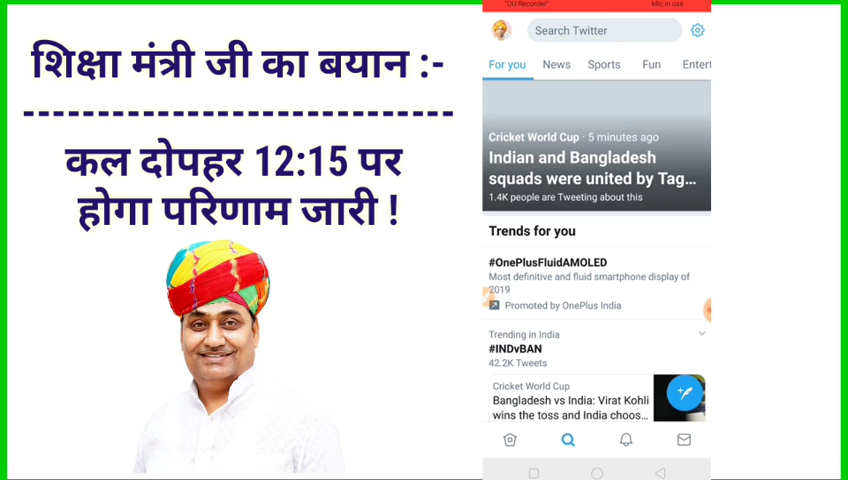 शिक्षा मंत्री जी का बयान :-
-----------------------------
कल दोपहर 12:15 पर
होगा परिणाम जारी !
"DU Recorder"
Mic in use
Search Twitter
For you News Sports Fun Entert
Cricket World Cup · 5 minutes ago
Indian and Bangladesh
squads were united by Tag...
1.4K people are Tweeting about this
Trends for you
#OnePlusFluidAMOLED
Most definitive and fluid smartphone display of
2019
Promoted by OnePlus India
Trending in India
#INDvBAN
42.2K Tweets
Cricket World Cup
Bangladesh vs India: Virat Kohli
wins the toss and India choos...